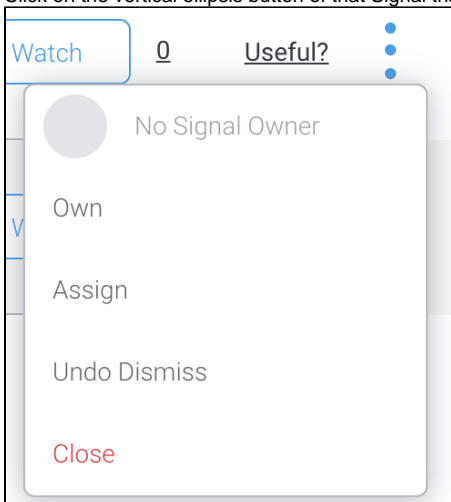 Click on the vertical ellipsis button of that Signal
Watch 0 Useful?
No Signal Owner
Own
Assign
Undo Dismiss
Close